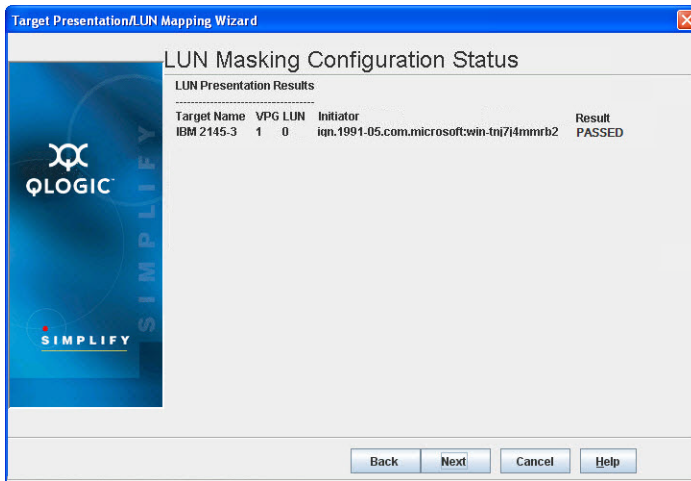 Target Presentation/LUN Mapping Wizard
LUN Masking Configuration Status
LUN Presentation Results
------------------------------------
Target Name VPG LUN Initiator Result
IBM 2145-3 1 0 iqn.1991-05.com.microsoft:win-tnj7j4mmrb2 PASSED
QLOGIC
SIMPLIFY
SIMPLIFY
Back Next Cancel Help